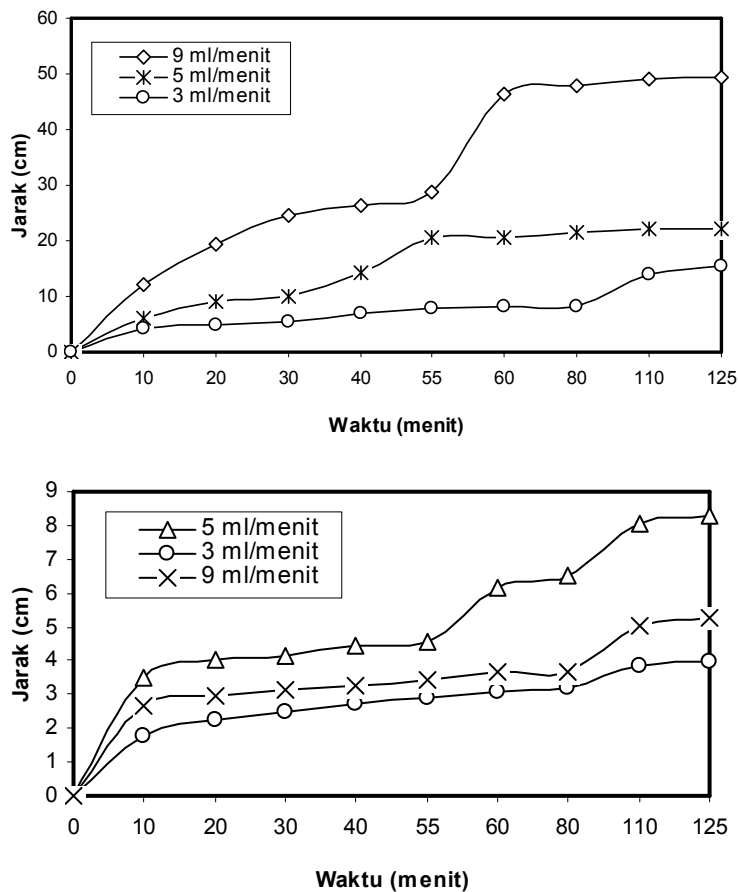 60
50
40
30
20
10
0
Jarak (cm)
9 ml/menit
5 ml/menit
3 ml/menit
0 10 20 30 40 55 60 80 110 125
Waktu (menit)
9
8
7
6
5
4
3
2
1
0
Jarak (cm)
5 ml/menit
3 ml/menit
9 ml/menit
0 10 20 30 40 55 60 80 110 125
Waktu (menit)